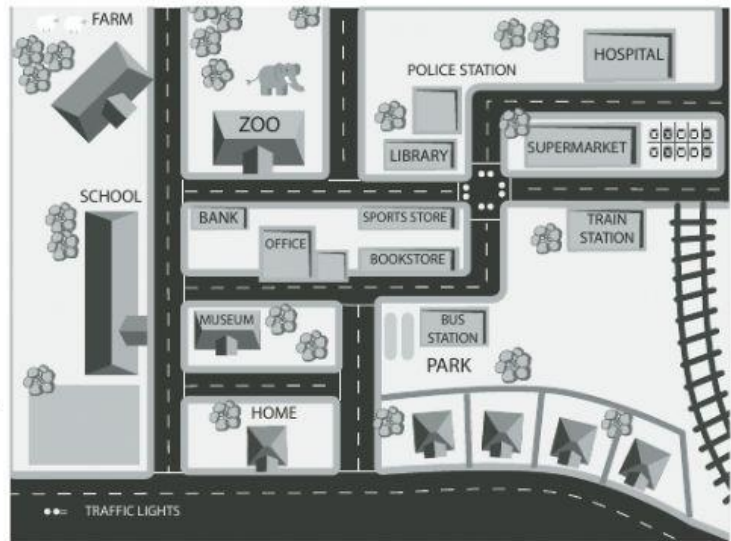 FARM
HOSPITAL
POLICE STATION
ZOO
LIBRARY
SUPERMARKET
SCHOOL
BANK
SPORTS STORE
TRAIN
STATION
OFFICE
BOOKSTORE
MUSEUM
BUS
STATION
PARK
HOME
TRAFFIC LIGHTS